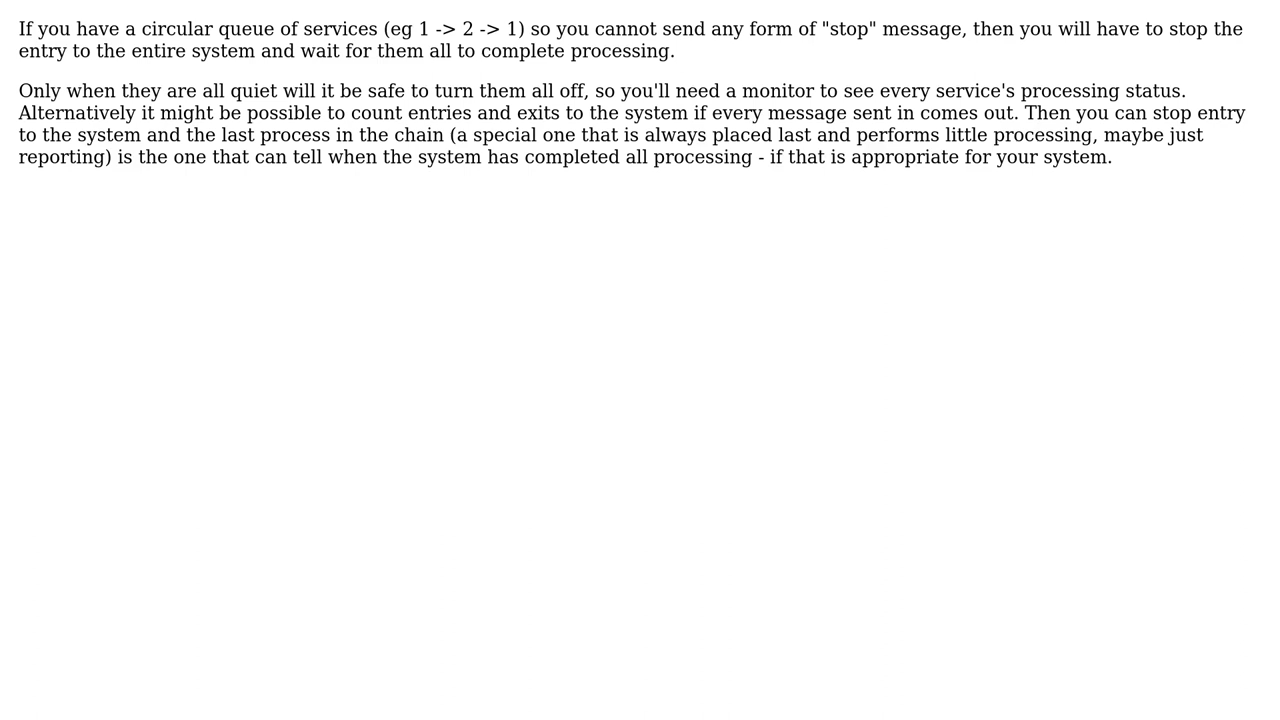 If you have a circular queue of services (eg 1 -> 2 -> 1) so you cannot send any form of "stop" message, then you will have to stop the
entry to the entire system and wait for them all to complete processing.
Only when they are all quiet will it be safe to turn them all off, so you'll need a monitor to see every service's processing status.
Alternatively it might be possible to count entries and exits to the system if every message sent in comes out. Then you can stop entry
to the system and the last process in the chain (a special one that is always placed last and performs little processing, maybe just
reporting) is the one that can tell when the system has completed all processing - if that is appropriate for your system.